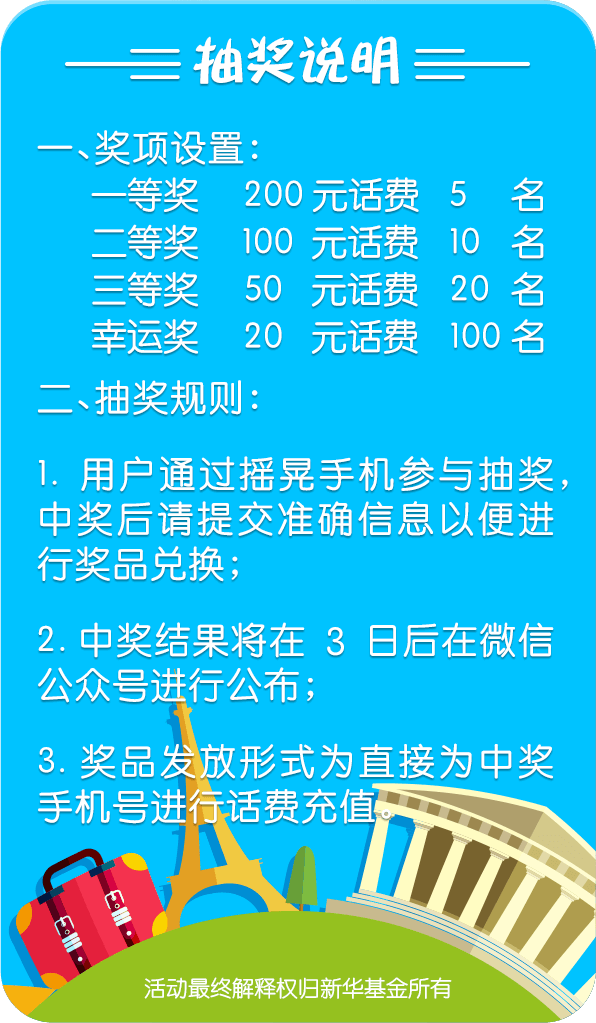 抽奖说明
一、奖项设置：
一等奖 200 元话费 5 名
二等奖 100 元话费 10 名
三等奖 50 元话费 20 名
幸运奖 20 元话费 100 名
二、抽奖规则：
1. 用户通过摇晃手机参与抽奖，
中奖后请提交准确信息以便进
行奖品兑换；
2. 中奖结果将在 3 日后在微信
公众号进行公布；
3. 奖品发放形式为直接为中奖
手机号进行话费充值。
活动最终解释权归新华基金所有